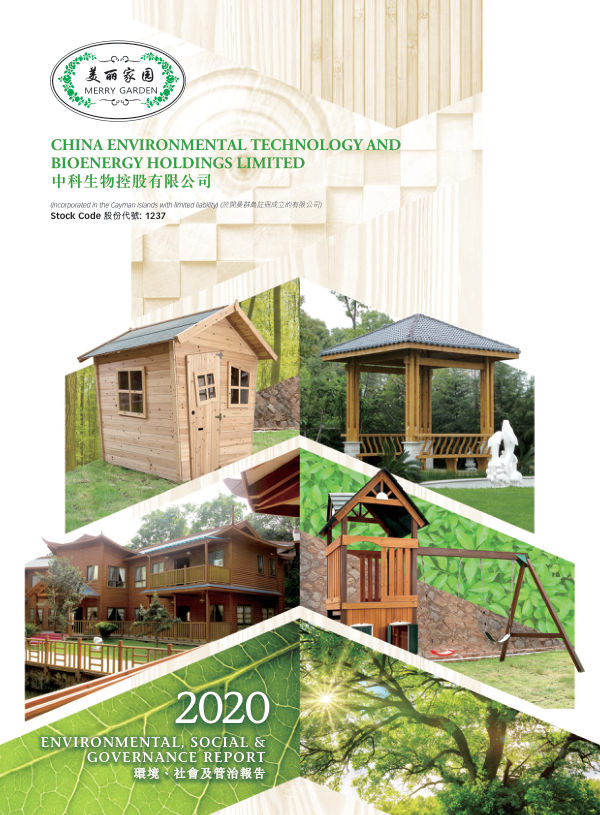 美丽家园
MERRY GARDEN
CHINA ENVIRONMENTAL TECHNOLOGY AND
BIOENERGY HOLDINGS LIMITED
中科生物控股有限公司
(Incorporated in the Cayman Islands with limited liability) (於開曼群島註冊成立的有限公司)
Stock Code 股份代號: 1237
2020
ENVIRONMENTAL, SOCIAL &
GOVERNANCE REPORT
環境、社會及管治報告